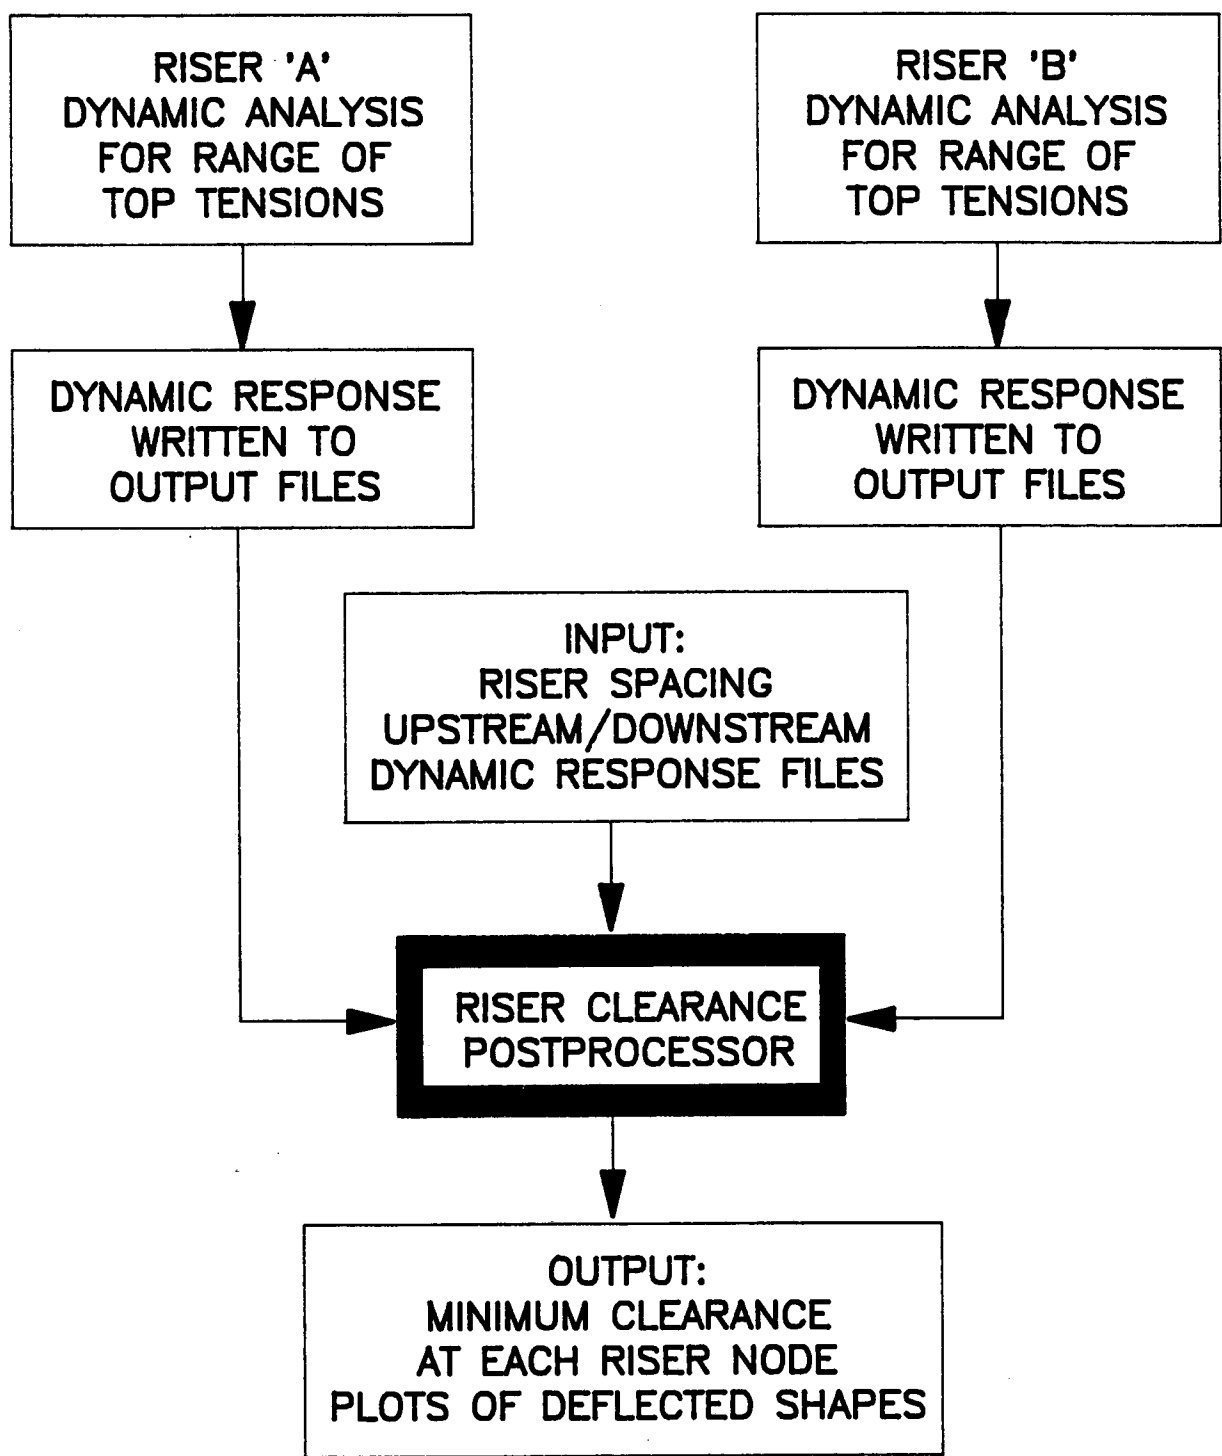 RISER 'A'
DYNAMIC ANALYSIS
FOR RANGE OF
TOP TENSIONS
RISER 'B'
DYNAMIC ANALYSIS
FOR RANGE OF
TOP TENSIONS
DYNAMIC RESPONSE
WRITTEN TO
OUTPUT FILES
DYNAMIC RESPONSE
WRITTEN TO
OUTPUT FILES
INPUT:
RISER SPACING
UPSTREAM/DOWNSTREAM
DYNAMIC RESPONSE FILES
RISER CLEARANCE
POSTPROCESSOR
OUTPUT:
MINIMUM CLEARANCE
AT EACH RISER NODE
PLOTS OF DEFLECTED SHAPES